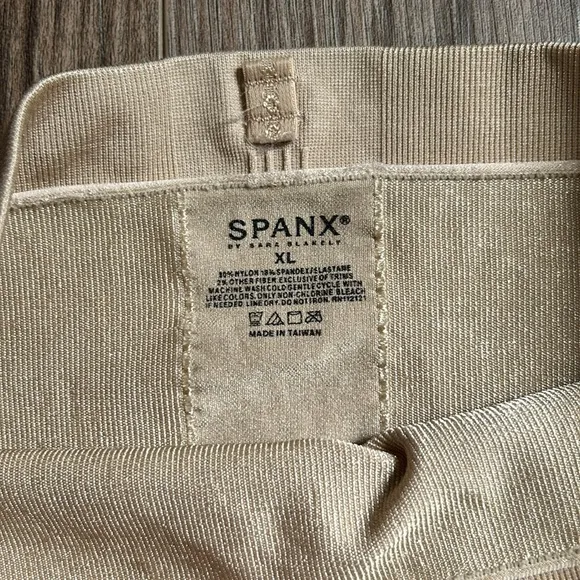 SPANX®
BY SARA BLAKELY
XL
80% NYLON 18% SPANDEX/ELASTANE
2% OTHER FIBER EXCLUSIVE OF TRIMS
MACHINE WASH COLD/GENTLE CYCLE WITH
LIKE COLORS. ONLY NON-CHLORINE BLEACH
IF NEEDED. LINE DRY. DO NOT IRON. RN112121
MADE IN TAIWAN